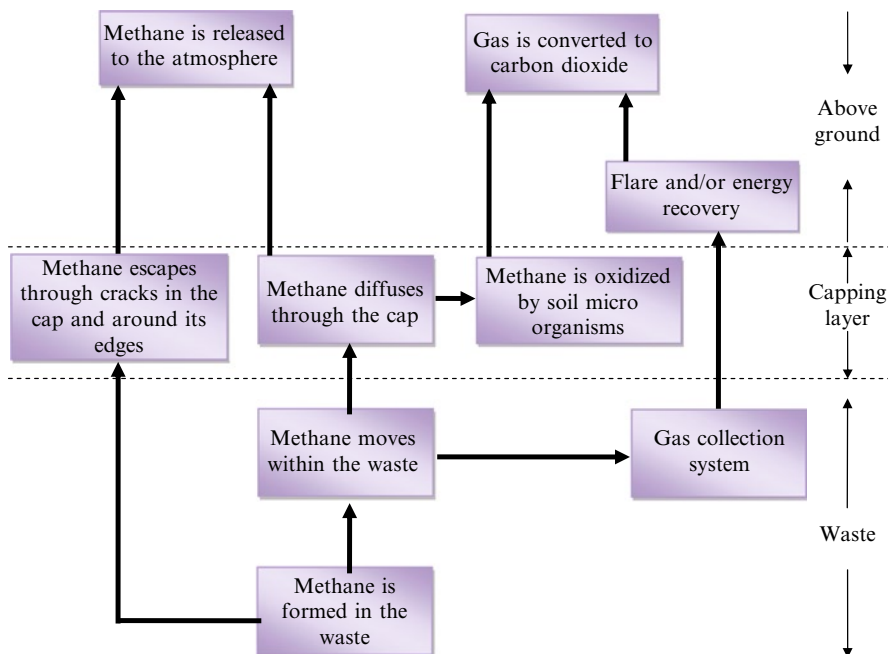 Methane is released
to the atmosphere
Gas is converted to
carbon dioxide
Above
ground
Flare and/or energy
recovery
Methane escapes
through cracks in the
cap and around its
edges
Methane diffuses
through the cap
Methane is oxidized
by soil micro
organisms
Capping
layer
Methane moves
within the waste
Gas collection
system
Waste
Methane is
formed in the
waste